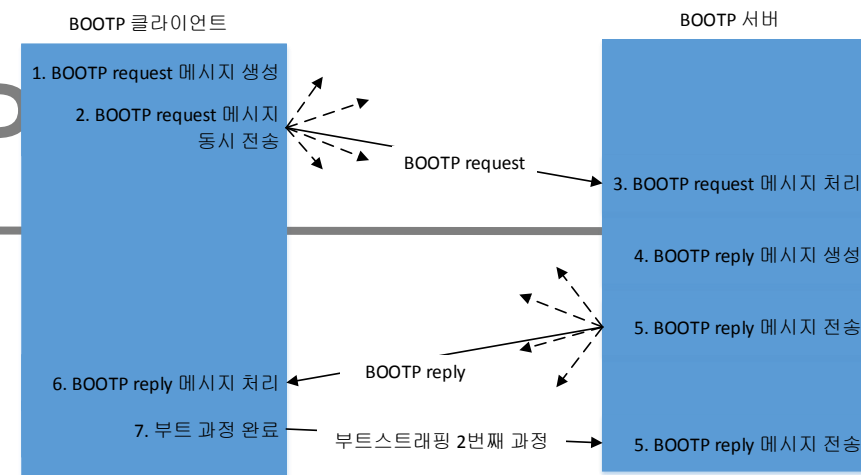 BOOTP 클라이언트
1. BOOTP request 메시지 생성
2. BOOTP request 메시지
동시 전송
BOOTP request
BOOTP 서버
3. BOOTP request 메시지 처리
4. BOOTP reply 메시지 생성
5. BOOTP reply 메시지 전송
BOOTP reply
6. BOOTP reply 메시지 처리
7. 부트 과정 완료
부트스트래핑 2번째 과정
5. BOOTP reply 메시지 전송